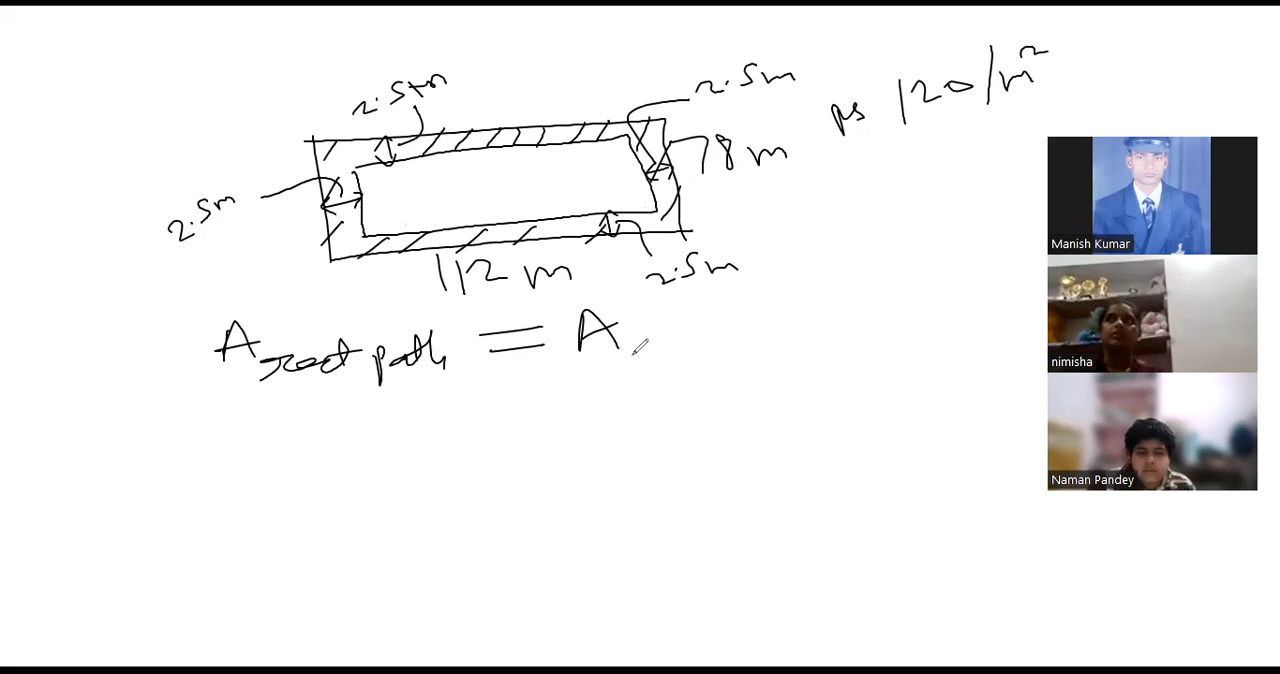 2.5m
2.5m
Rs 120/m²
78 m
2.5m
112 m
2.5m
A rect path = A
Manish Kumar
nimisha
Naman Pandey